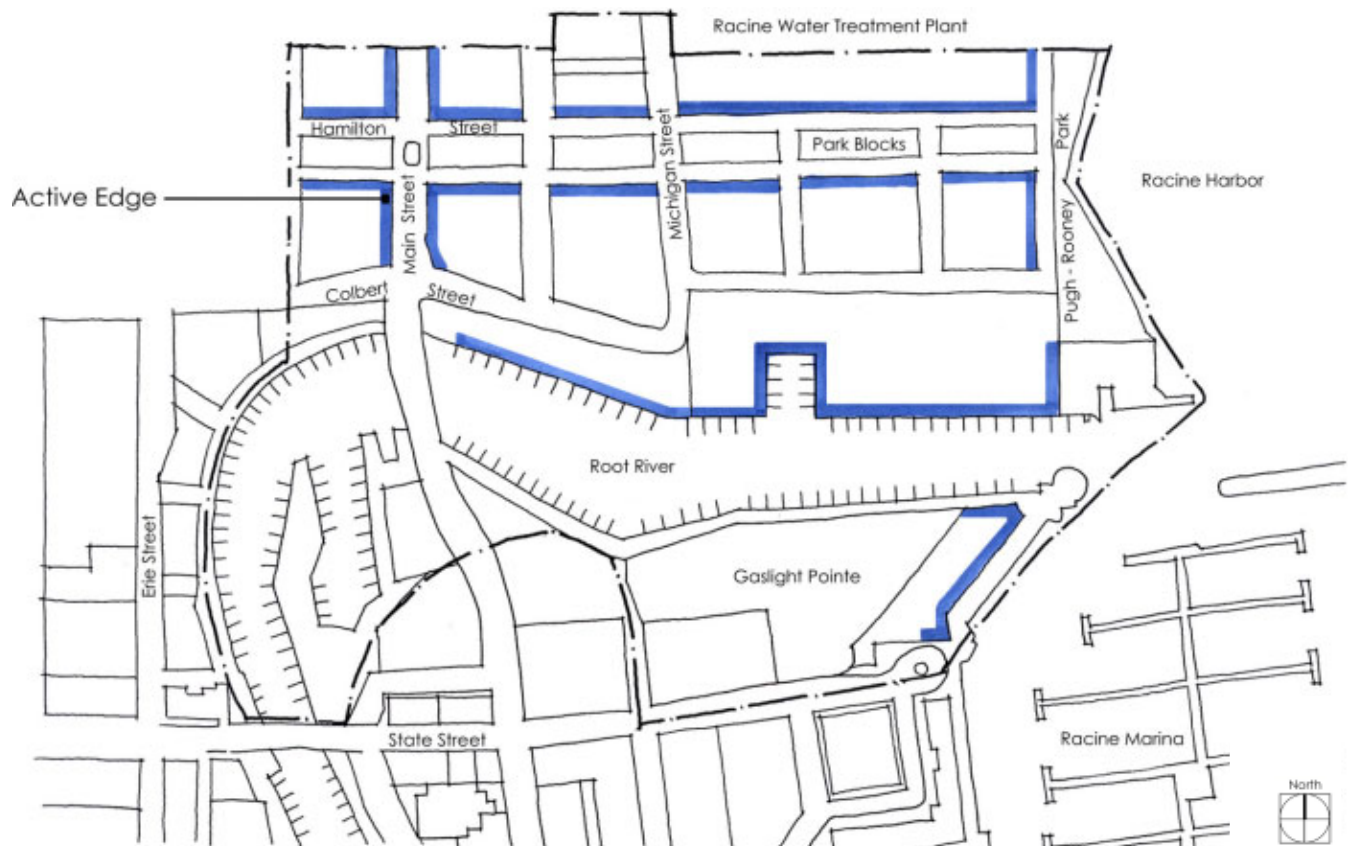 Racine Water Treatment Plant
Hamilton Street
Park Blocks
Park
Michigan Street
Racine Harbor
Active Edge
Main Street
Pugh - Rooney
Colbert Street
Root River
Erie Street
Gaslight Pointe
State Street
Racine Marina
North